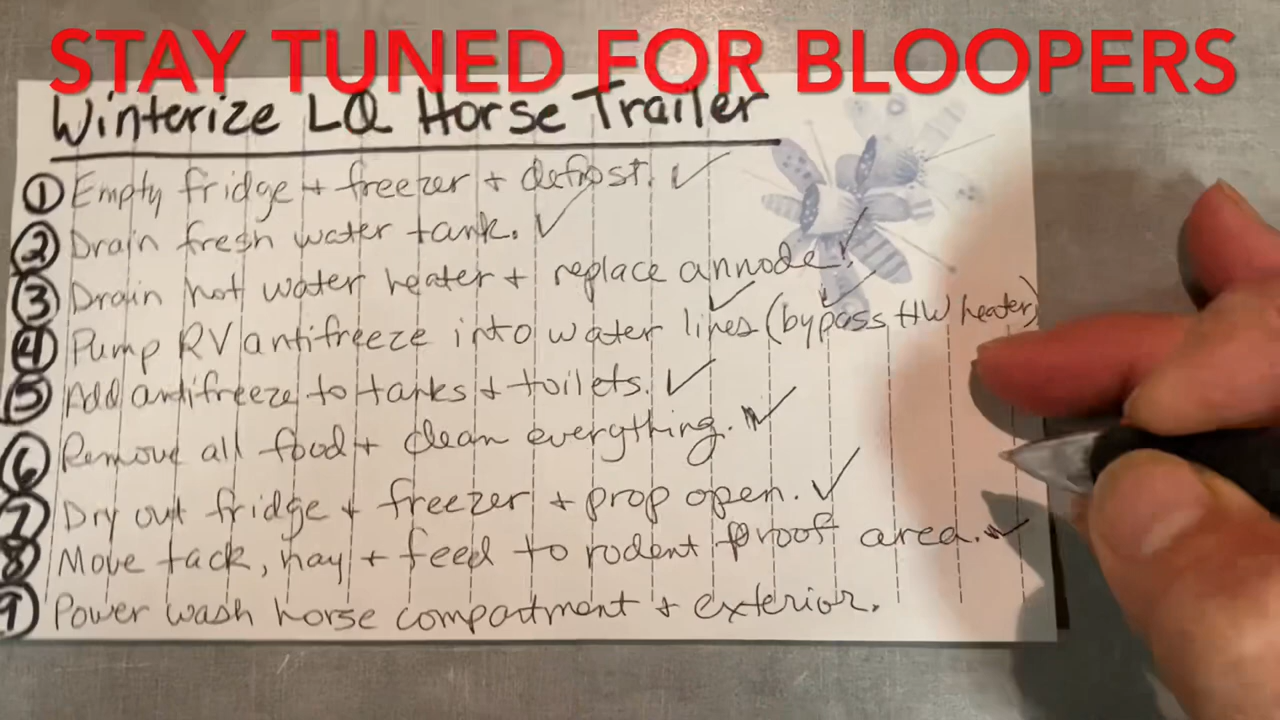 STAY TUNED FOR BLOOPERS
Winterize LQ Horse Trailer
① Empty fridge + freezer + defrost. ✓
② Drain fresh water tank. ✓
③ Drain hot water heater + replace annode! ✓
④ Pump RV antifreeze into water lines (bypass HW heater) ✓ ✓
⑤ Add antifreeze to tanks + toilets. ✓
⑥ Remove all food + clean everything. ✓
⑦ Dry out fridge + freezer + prop open. ✓
⑧ Move tack, hay + feed to rodent proof area. ✓
⑨ Power wash horse compartment + exterior.